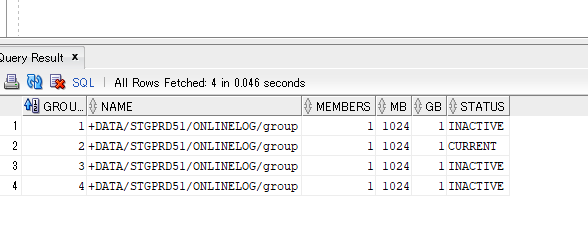 Query Result x
SQL | All Rows Fetched: 4 in 0.046 seconds
GROU... NAME MEMBERS MB GB STATUS
1 1 +DATA/STGPRD51/ONLINELOG/group 1 1024 1 INACTIVE
2 2 +DATA/STGPRD51/ONLINELOG/group 1 1024 1 CURRENT
3 3 +DATA/STGPRD51/ONLINELOG/group 1 1024 1 INACTIVE
4 4 +DATA/STGPRD51/ONLINELOG/group 1 1024 1 INACTIVE